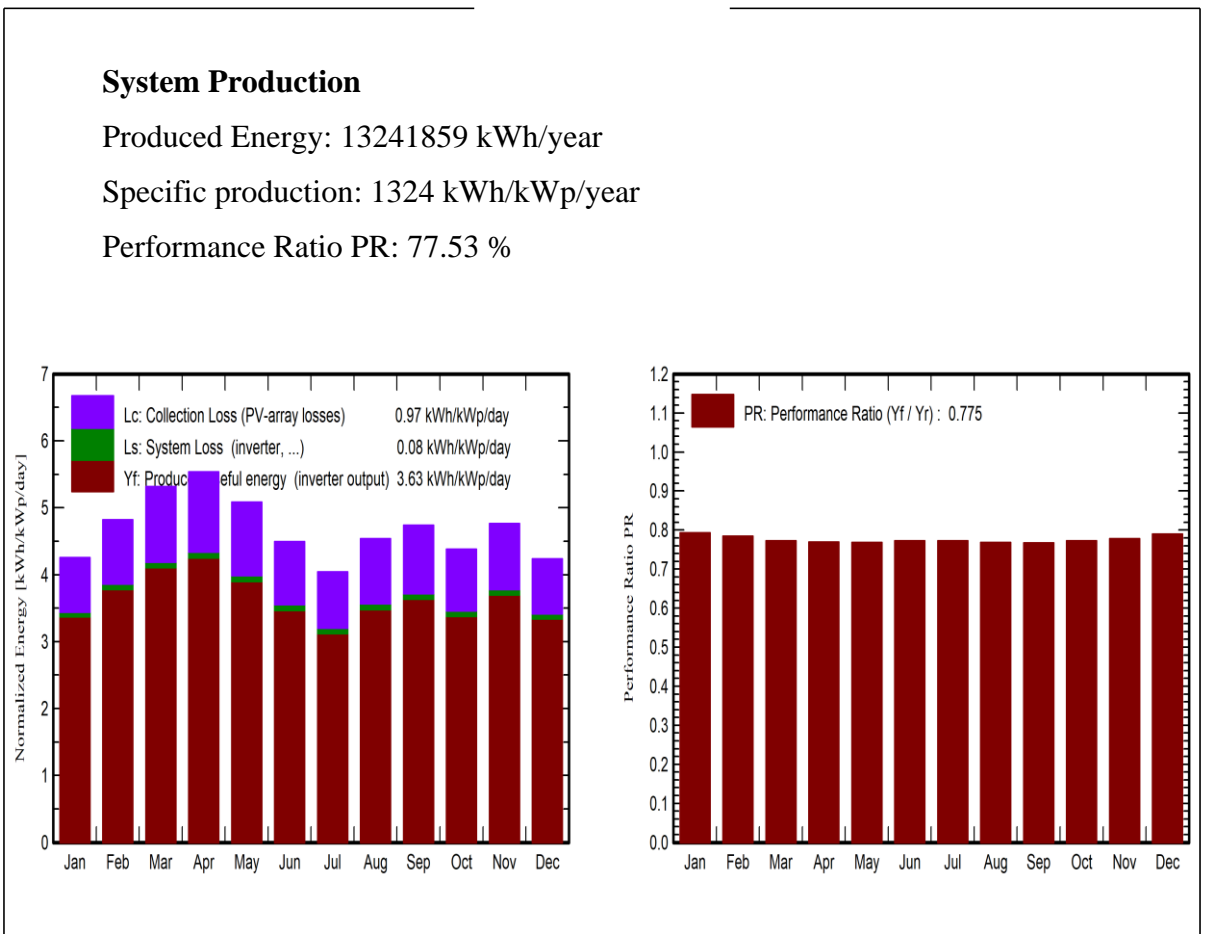 System Production
Produced Energy: 13241859 kWh/year
Specific production: 1324 kWh/kWp/year
Performance Ratio PR: 77.53 %
7
6
5
4
3
2
1
0
Normalized Energy [kWh/kWp/day]
Lc: Collection Loss (PV-array losses) 0.97 kWh/kWp/day
Ls: System Loss (inverter, ...) 0.08 kWh/kWp/day
Yf: Produc eful energy (inverter output) 3.63 kWh/kWp/day
Jan Feb Mar Apr May Jun Jul Aug Sep Oct Nov Dec
1.2
1.1
1.0
0.9
0.8
0.7
0.6
0.5
0.4
0.3
0.2
0.1
0.0
Performance Ratio PR
PR: Performance Ratio (Yf / Yr) : 0.775
Jan Feb Mar Apr May Jun Jul Aug Sep Oct Nov Dec